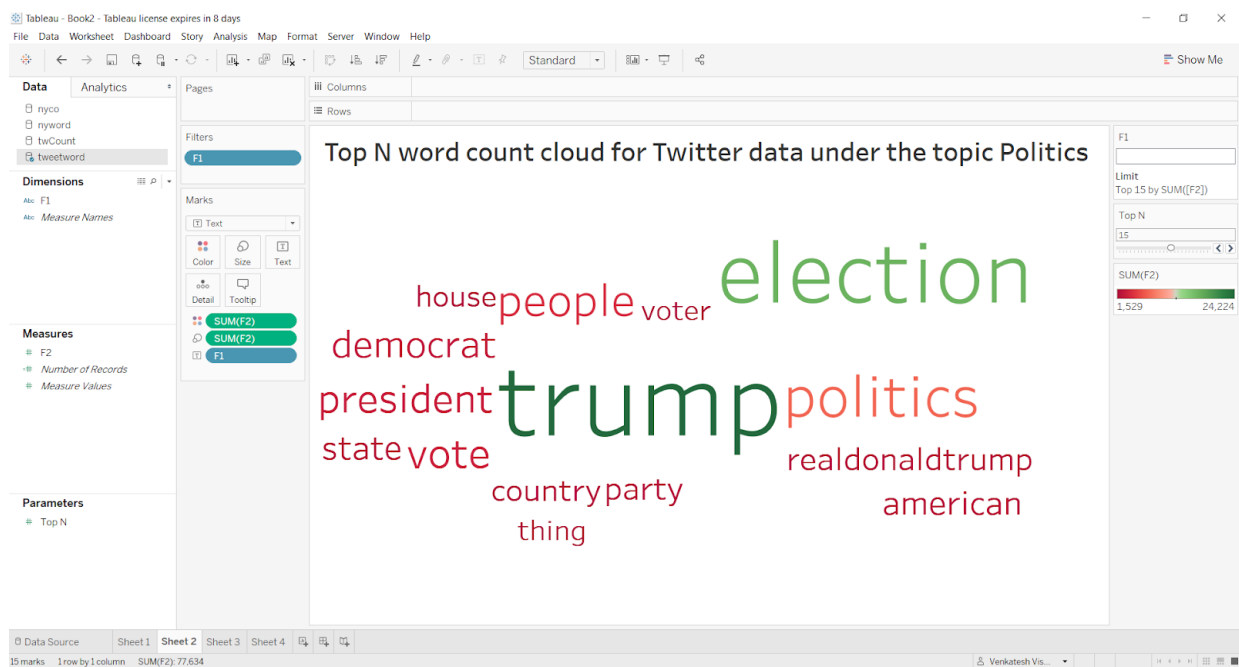 Tableau - Book2 - Tableau license expires in 8 days
File Data Worksheet Dashboard Story Analysis Map Format Server Window Help
Standard
Show Me
Data Analytics
nyco
nyword
twCount
tweetword
Dimensions
Abc F1
Abc Measure Names
Measures
# F2
Number of Records
# Measure Values
Parameters
# Top N
Pages
Filters
F1
Marks
Text
Color Size Text
Detail Tooltip
SUM(F2)
SUM(F2)
F1
Columns
Rows
Top N word count cloud for Twitter data under the topic Politics
election
house people voter
democrat
president trump politics
state vote
realdonaldtrump
country party
american
thing
F1
Limit
Top 15 by SUM([F2])
Top N
15
SUM(F2)
1,529 24,224
Data Source Sheet 1 Sheet 2 Sheet 3 Sheet 4
15 marks 1 row by 1 column SUM(F2): 77,634
Venkatesh Vis...